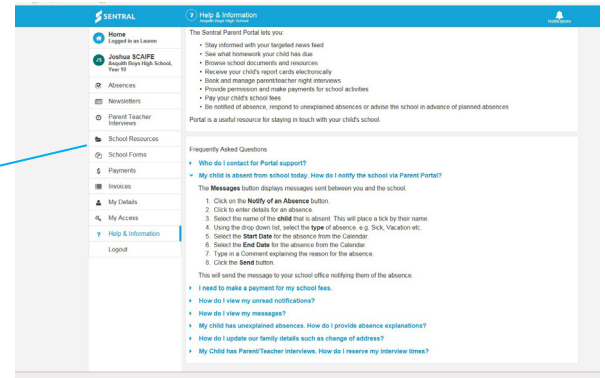 SENTRAL
? Help & Information
Asquith Boys High School
Notifications
Home
Logged in as Lauren
JS
Joshua SCAIFE
Asquith Boys High School,
Year 10
Absences
Newsletters
Parent Teacher
Interviews
School Resources
School Forms
$ Payments
Invoices
My Details
My Access
? Help & Information
Logout
The Sentral Parent Portal lets you:
• Stay informed with your targeted news feed
• See what homework your child has due
• Browse school documents and resources
• Receive your child's report cards electronically
• Book and manage parent/teacher night interviews
• Provide permission and make payments for school activities
• Pay your child's school fees
• Be notified of absence, respond to unexplained absences or advise the school in advance of planned absences
Portal is a useful resource for staying in touch with your child's school.
Frequently Asked Questions
Who do I contact for Portal support?
My child is absent from school today. How do I notify the school via Parent Portal?
The Messages button displays messages sent between you and the school.
1. Click on the Notify of an Absence button.
2. Click to enter details for an absence.
3. Select the name of the child that is absent. This will place a tick by their name.
4. Using the drop down list, select the type of absence. e.g. Sick, Vacation etc.
5. Select the Start Date for the absence from the Calendar.
6. Select the End Date for the absence from the Calendar.
7. Type in a Comment explaining the reason for the absence.
8. Click the Send button.
This will send the message to your school office notifying them of the absence.
I need to make a payment for my school fees.
How do I view my unread notifications?
How do I view my messages?
My child has unexplained absences. How do I provide absence explanations?
How do I update our family details such as change of address?
My Child has Parent/Teacher Interviews. How do I reserve my interview times?